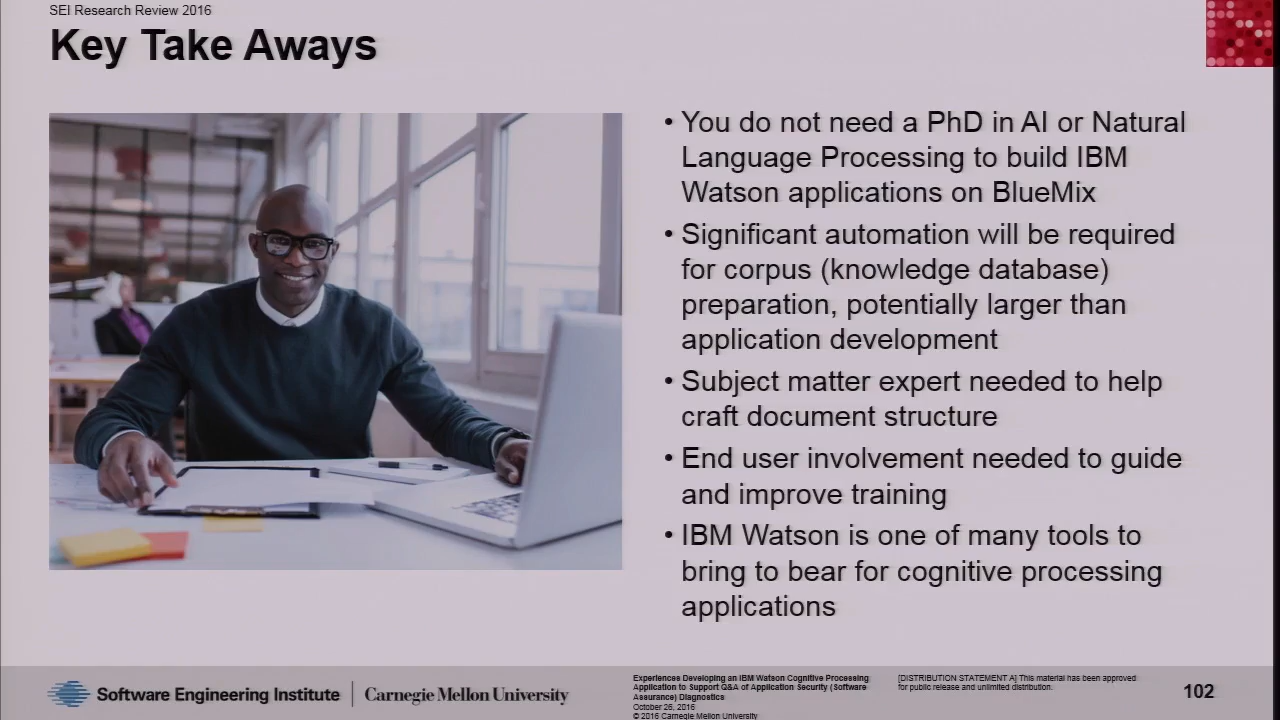 SEI Research Review 2016
Key Take Aways
• You do not need a PhD in AI or Natural
Language Processing to build IBM
Watson applications on BlueMix
• Significant automation will be required
for corpus (knowledge database)
preparation, potentially larger than
application development
• Subject matter expert needed to help
craft document structure
• End user involvement needed to guide
and improve training
• IBM Watson is one of many tools to
bring to bear for cognitive processing
applications
Software Engineering Institute | Carnegie Mellon University
Experiences Developing an IBM Watson Cognitive Processing
Application to Support Q&A of Application Security (Software
Assurance) Diagnostics
October 26, 2016
© 2016 Carnegie Mellon University
[DISTRIBUTION STATEMENT A] This material has been approved
for public release and unlimited distribution.
102